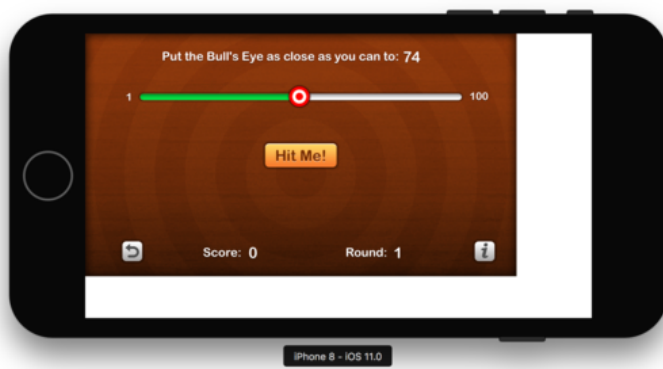 Put the Bull's Eye as close as you can to: 74
1 100
Hit Me!
Score: 0 Round: 1 i
iPhone 8 - iOS 11.0